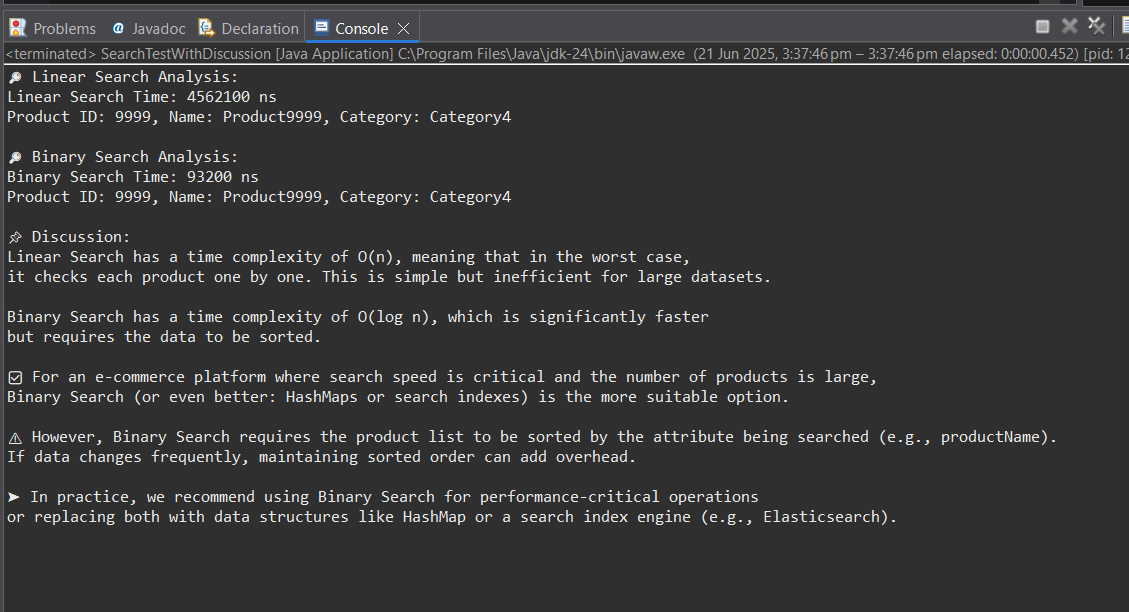 Problems @ Javadoc Declaration Console
<terminated> SearchTestWithDiscussion [Java Application] C:\Program Files\Java\jdk-24\bin\javaw.exe (21 Jun 2025, 3:37:46 pm – 3:37:46 pm elapsed: 0:00:00.452) [pid: 12
🔎 Linear Search Analysis:
Linear Search Time: 4562100 ns
Product ID: 9999, Name: Product9999, Category: Category4
🔎 Binary Search Analysis:
Binary Search Time: 93200 ns
Product ID: 9999, Name: Product9999, Category: Category4
📌 Discussion:
Linear Search has a time complexity of O(n), meaning that in the worst case,
it checks each product one by one. This is simple but inefficient for large datasets.
Binary Search has a time complexity of O(log n), which is significantly faster
but requires the data to be sorted.
☑ For an e-commerce platform where search speed is critical and the number of products is large,
Binary Search (or even better: HashMaps or search indexes) is the more suitable option.
⚠ However, Binary Search requires the product list to be sorted by the attribute being searched (e.g., productName).
If data changes frequently, maintaining sorted order can add overhead.
➤ In practice, we recommend using Binary Search for performance-critical operations
or replacing both with data structures like HashMap or a search index engine (e.g., Elasticsearch).